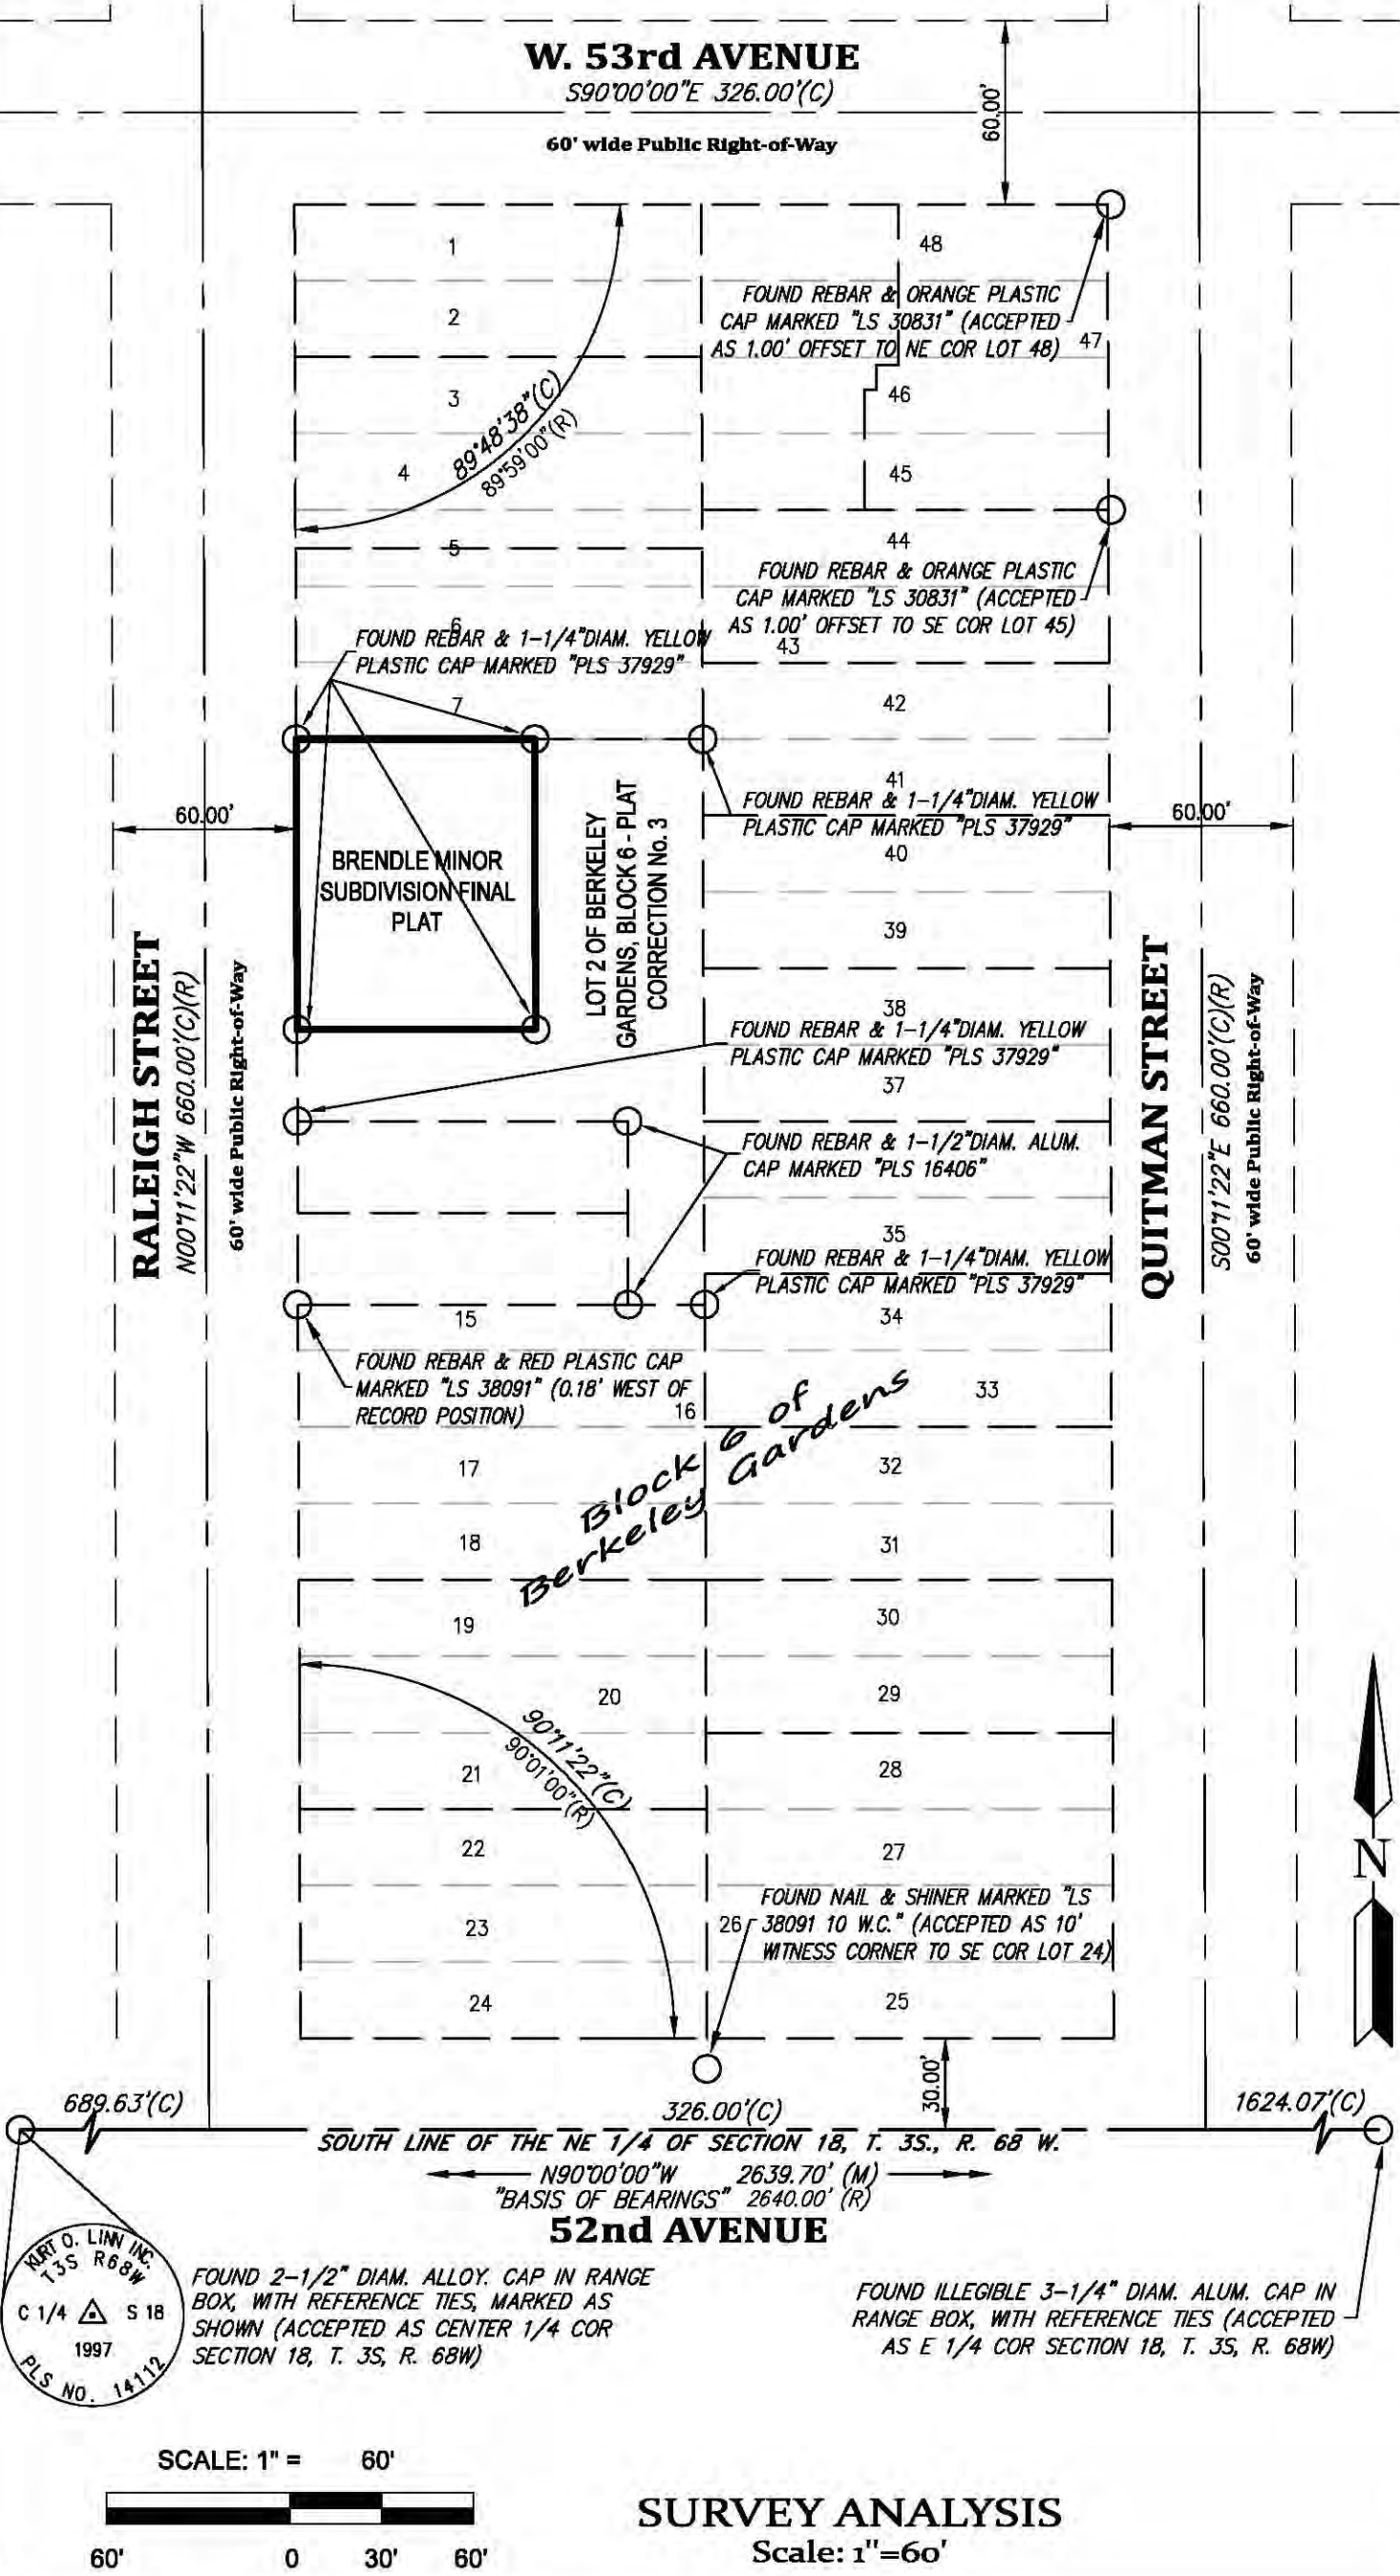 W. 53rd AVENUE
S90°00'00"E 326.00'(C)
60' wide Public Right-of-Way
60.00'
1
48
FOUND REBAR & ORANGE PLASTIC
CAP MARKED "LS 30831" (ACCEPTED
AS 1.00' OFFSET TO NE COR LOT 48)
47
2
3
46
89°48'38"(C)
89°59'00"(R)
4
45
5
44
FOUND REBAR & ORANGE PLASTIC
CAP MARKED "LS 30831" (ACCEPTED
AS 1.00' OFFSET TO SE COR LOT 45)
43
6
FOUND REBAR & 1-1/4"DIAM. YELLOW
PLASTIC CAP MARKED "PLS 37929"
7
42
41
FOUND REBAR & 1-1/4"DIAM. YELLOW
PLASTIC CAP MARKED "PLS 37929"
40
60.00'
60.00'
BRENDLE MINOR
SUBDIVISION FINAL
PLAT
LOT 2 OF BERKELEY
GARDENS, BLOCK 6 - PLAT
CORRECTION No. 3
39
38
FOUND REBAR & 1-1/4"DIAM. YELLOW
PLASTIC CAP MARKED "PLS 37929"
37
RALEIGH STREET
N00°11'22"W 660.00'(C)(R)
60' wide Public Right-of-Way
QUITMAN STREET
S00°11'22"E 660.00'(C)(R)
60' wide Public Right-of-Way
FOUND REBAR & 1-1/2"DIAM. ALUM.
CAP MARKED "PLS 16406"
35
FOUND REBAR & 1-1/4"DIAM. YELLOW
PLASTIC CAP MARKED "PLS 37929"
34
15
FOUND REBAR & RED PLASTIC CAP
MARKED "LS 38091" (0.18' WEST OF
RECORD POSITION)
16
33
Block 6 of
Berkeley Gardens
17
32
18
31
19
30
20
29
90°11'22"(C)
90°01'00"(R)
21
28
22
27
FOUND NAIL & SHINER MARKED "LS
38091 10 W.C." (ACCEPTED AS 10'
WITNESS CORNER TO SE COR LOT 24)
26
23
24
25
N
30.00'
689.63'(C)
326.00'(C)
1624.07'(C)
SOUTH LINE OF THE NE 1/4 OF SECTION 18, T. 3S., R. 68 W.
N90°00'00"W 2639.70' (M)
"BASIS OF BEARINGS" 2640.00' (R)
52nd AVENUE
KURT O. LINN INC.
T3S R68W
C 1/4 S 18
1997
PLS NO. 14112
FOUND 2-1/2" DIAM. ALLOY. CAP IN RANGE
BOX, WITH REFERENCE TIES, MARKED AS
SHOWN (ACCEPTED AS CENTER 1/4 COR
SECTION 18, T. 3S, R. 68W)
FOUND ILLEGIBLE 3-1/4" DIAM. ALUM. CAP IN
RANGE BOX, WITH REFERENCE TIES (ACCEPTED
AS E 1/4 COR SECTION 18, T. 3S, R. 68W)
SCALE: 1" = 60'
60' 0 30' 60'
SURVEY ANALYSIS
Scale: 1"=60'